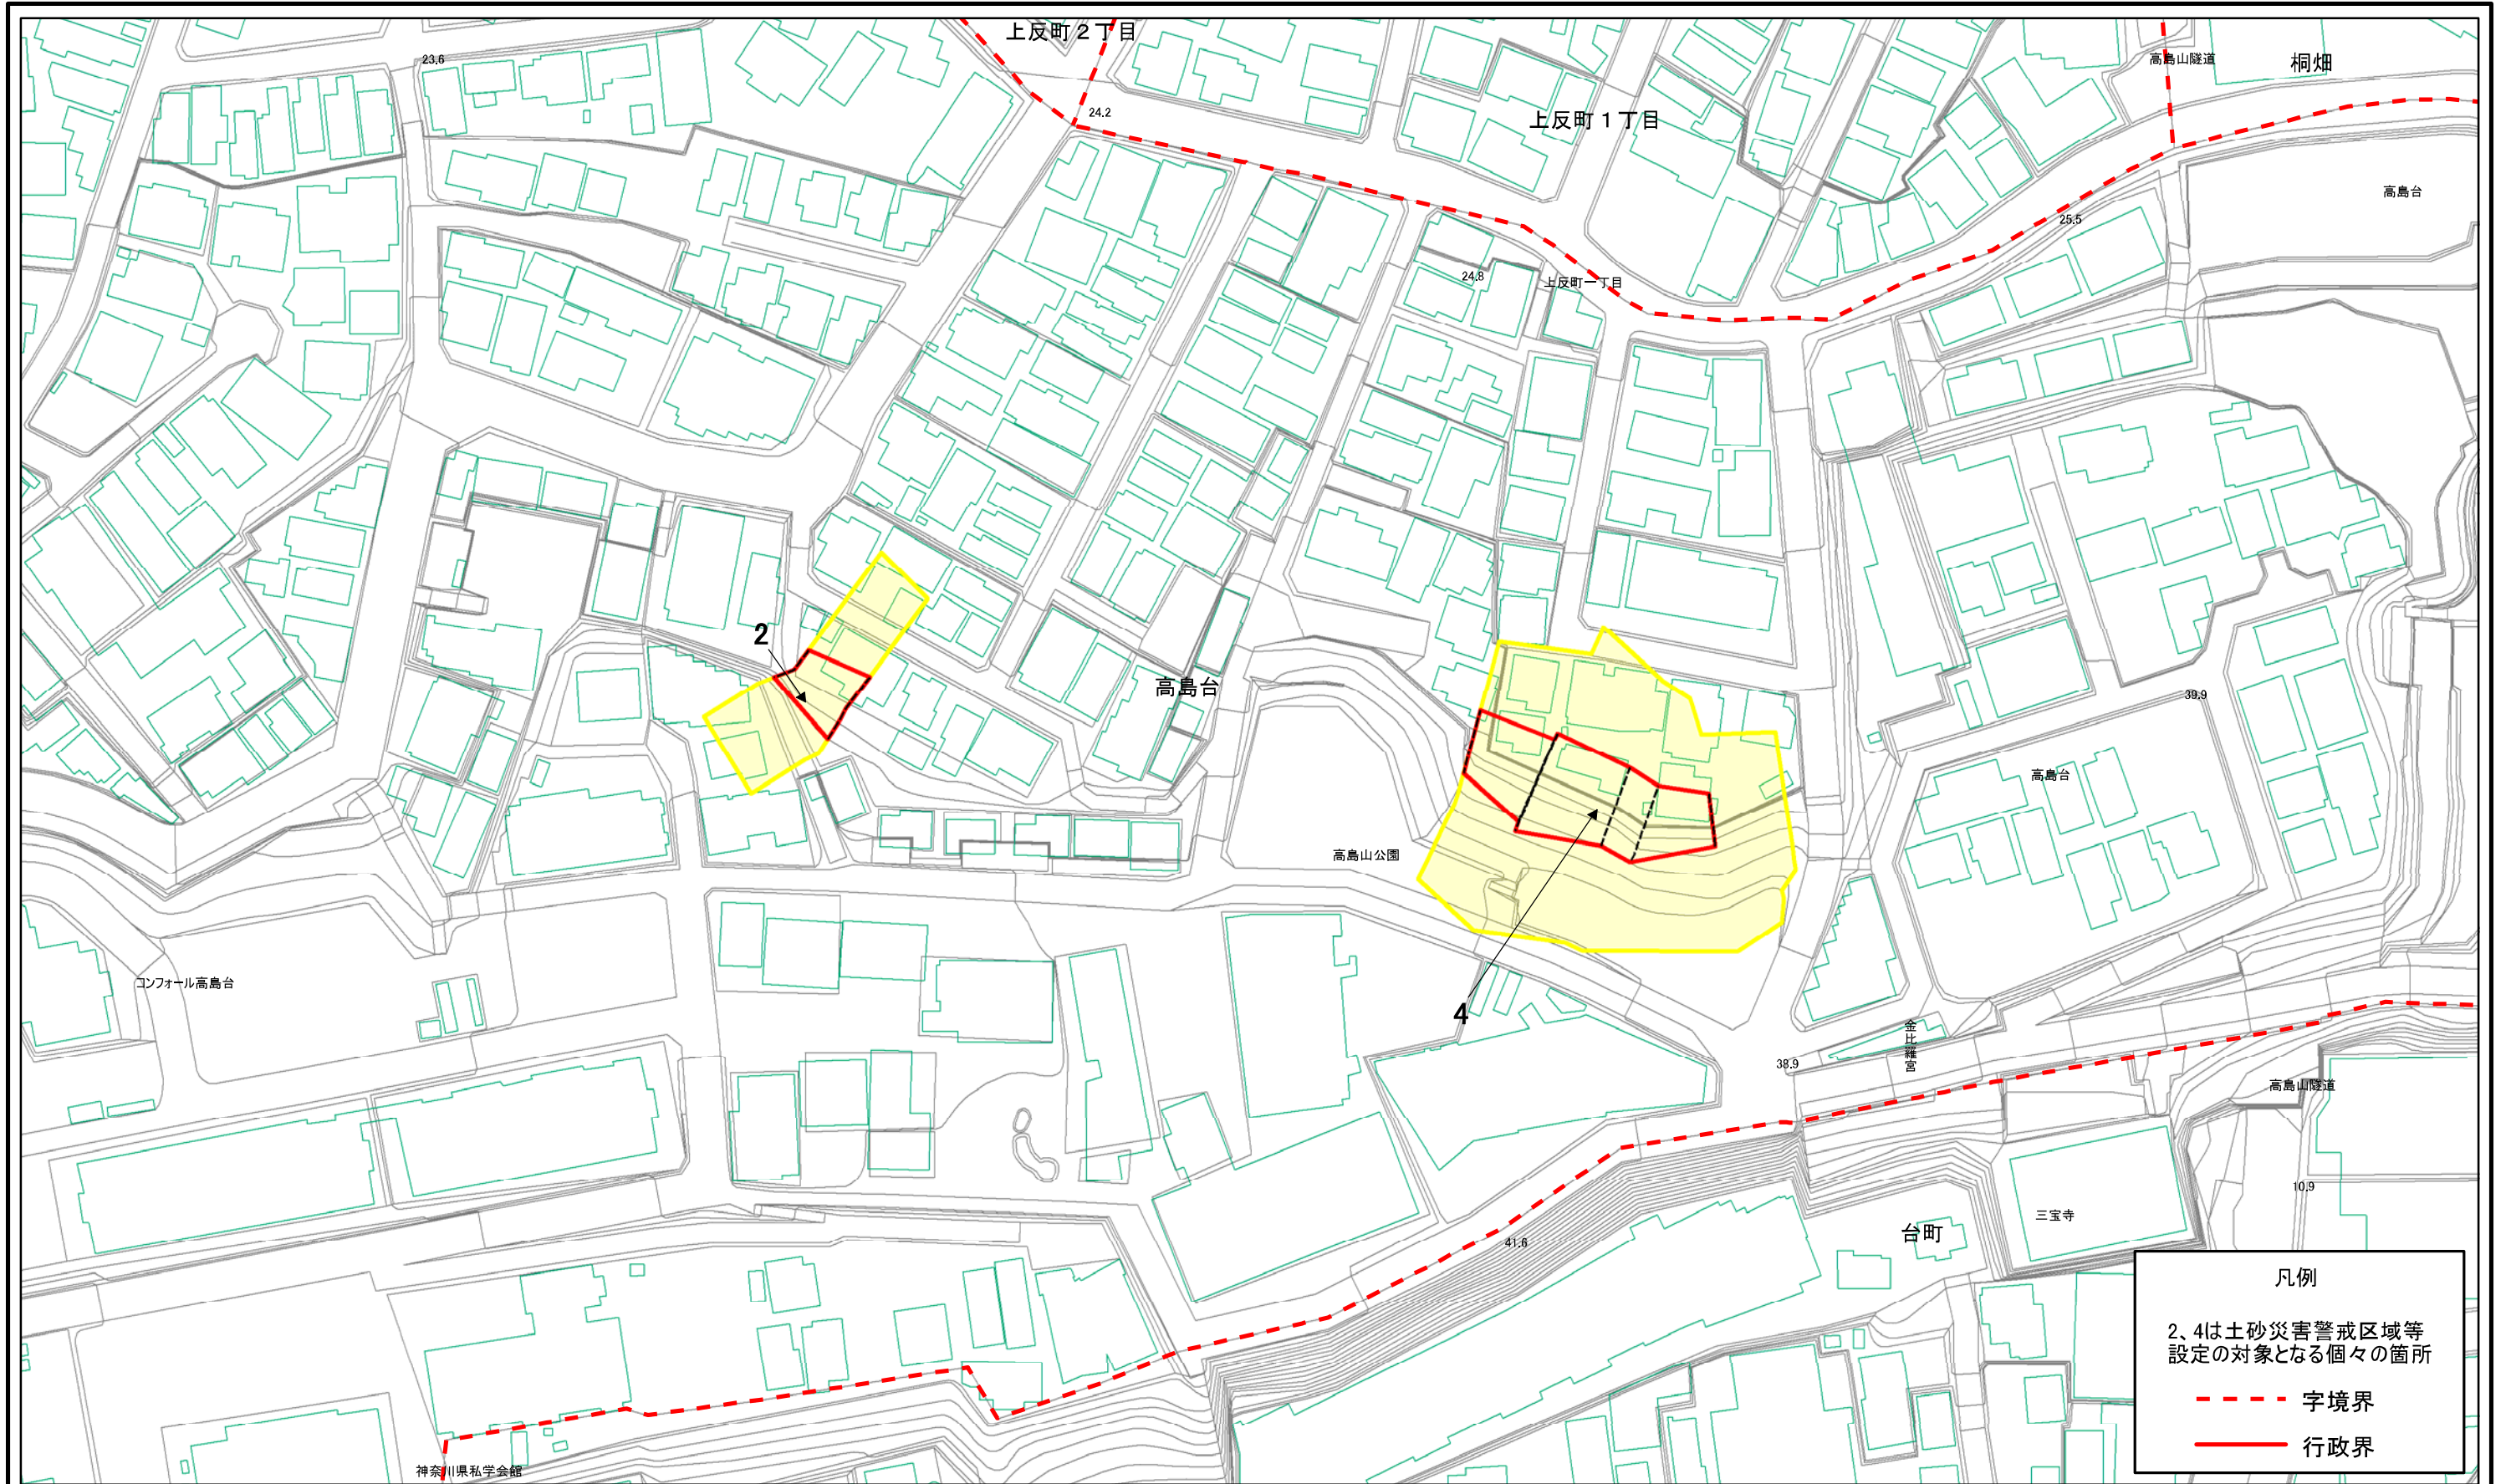 上反町２丁目
23.6
高島山隧道
桐畑
24.2
上反町１丁目
高島台
25.5
24.8
上反町一丁目
2
高島台
39.9
高島台
高島山公園
コンフォール高島台
4
金比羅宮
38.9
高島山隧道
10.9
三宝寺
台町
41.6
神奈川県私学会館
凡例
2、4は土砂災害警戒区域等
設定の対象となる個々の箇所
字境界
行政界